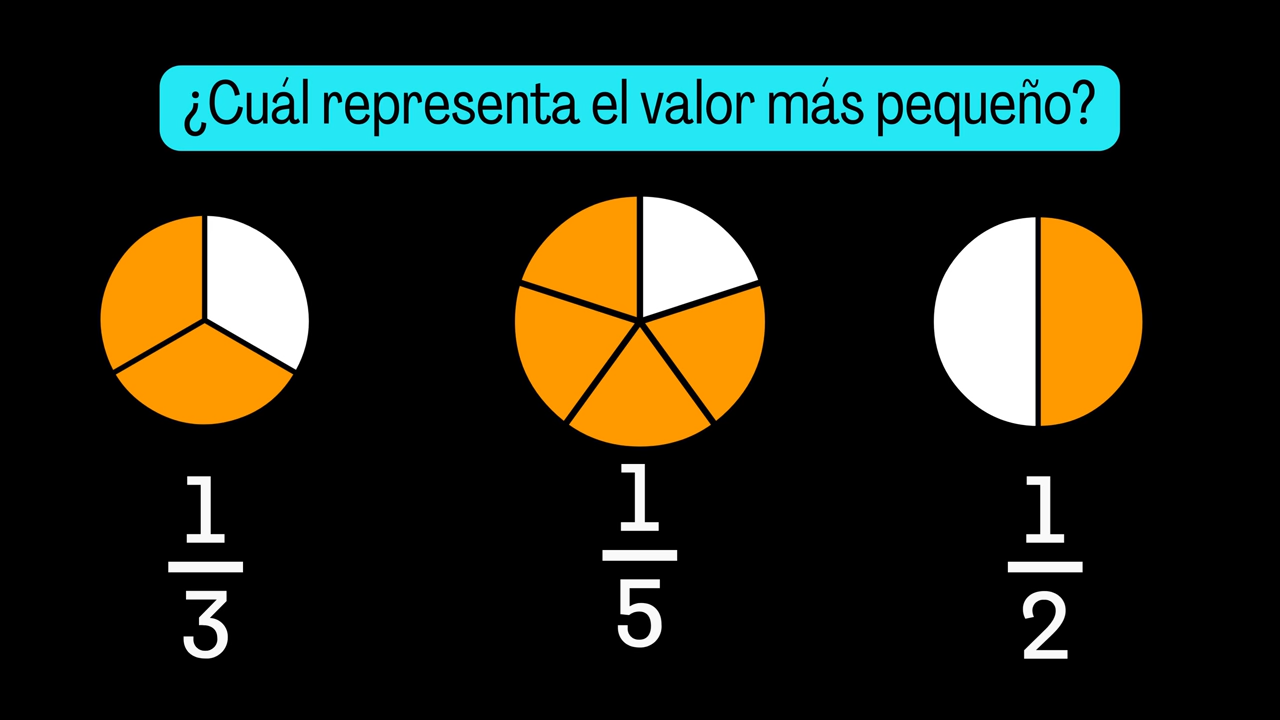 ¿Cuál representa el valor más pequeño?
1/3 1/5 1/2